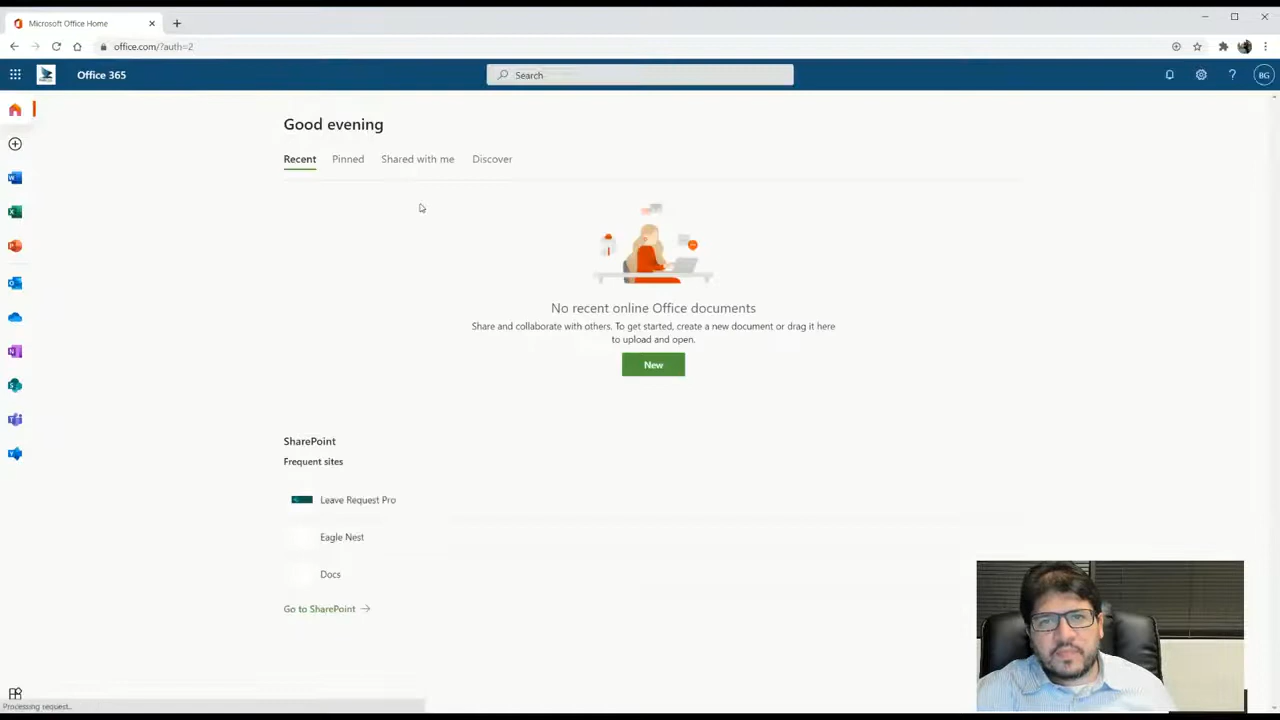 Microsoft Office Home
office.com/?auth=2
Office 365
Search
BG
Good evening
Recent
Pinned
Shared with me
Discover
No recent online Office documents
Share and collaborate with others. To get started, create a new document or drag it here
to upload and open.
New
SharePoint
Frequent sites
Leave Request Pro
Eagle Nest
Docs
Go to SharePoint
Processing request...